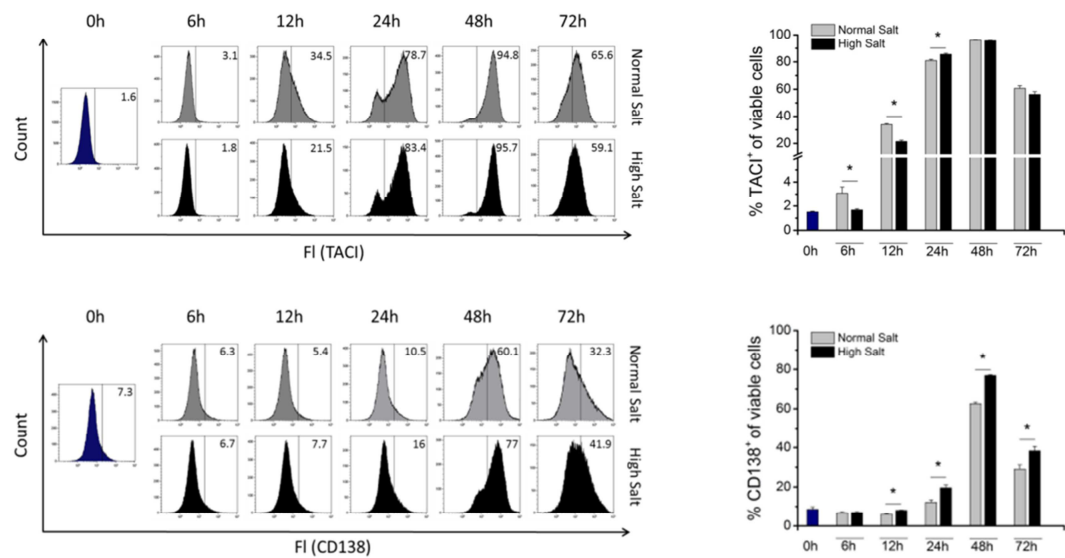 0h 6h 12h 24h 48h 72h
1.6 3.1 34.5 78.7 94.8 65.6
Normal Salt
1.8 21.5 83.4 95.7 59.1
High Salt
Count
Fl (TACI)
Normal Salt
High Salt
% TACI⁺ of viable cells
100
80
60
40
20
4
2
0
* * *
0h 6h 12h 24h 48h 72h
0h 6h 12h 24h 48h 72h
7.3 6.3 5.4 10.5 60.1 32.3
Normal Salt
6.7 7.7 16 77 41.9
High Salt
Count
Fl (CD138)
Normal Salt
High Salt
% CD138⁺ of viable cells
100
80
60
40
20
0
* * * *
0h 6h 12h 24h 48h 72h